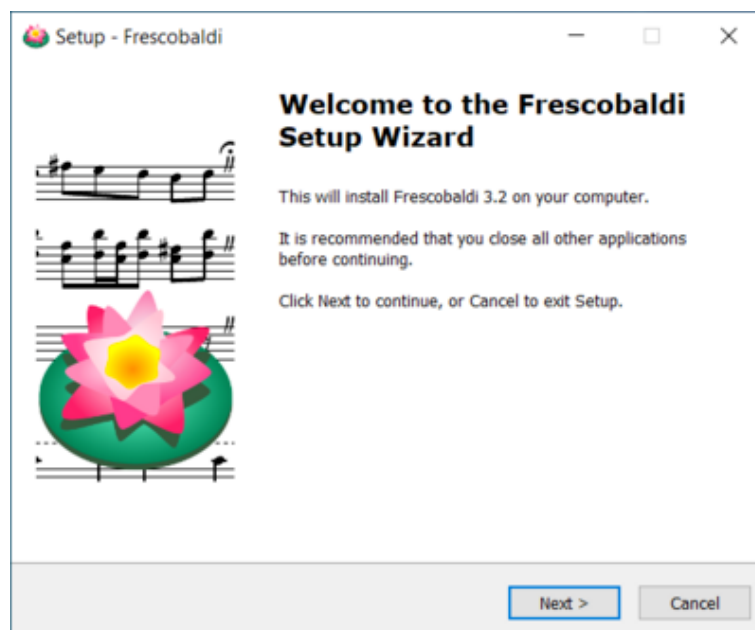 Setup - Frescobaldi
Welcome to the Frescobaldi
Setup Wizard
This will install Frescobaldi 3.2 on your computer.
It is recommended that you close all other applications
before continuing.
Click Next to continue, or Cancel to exit Setup.
Next >
Cancel